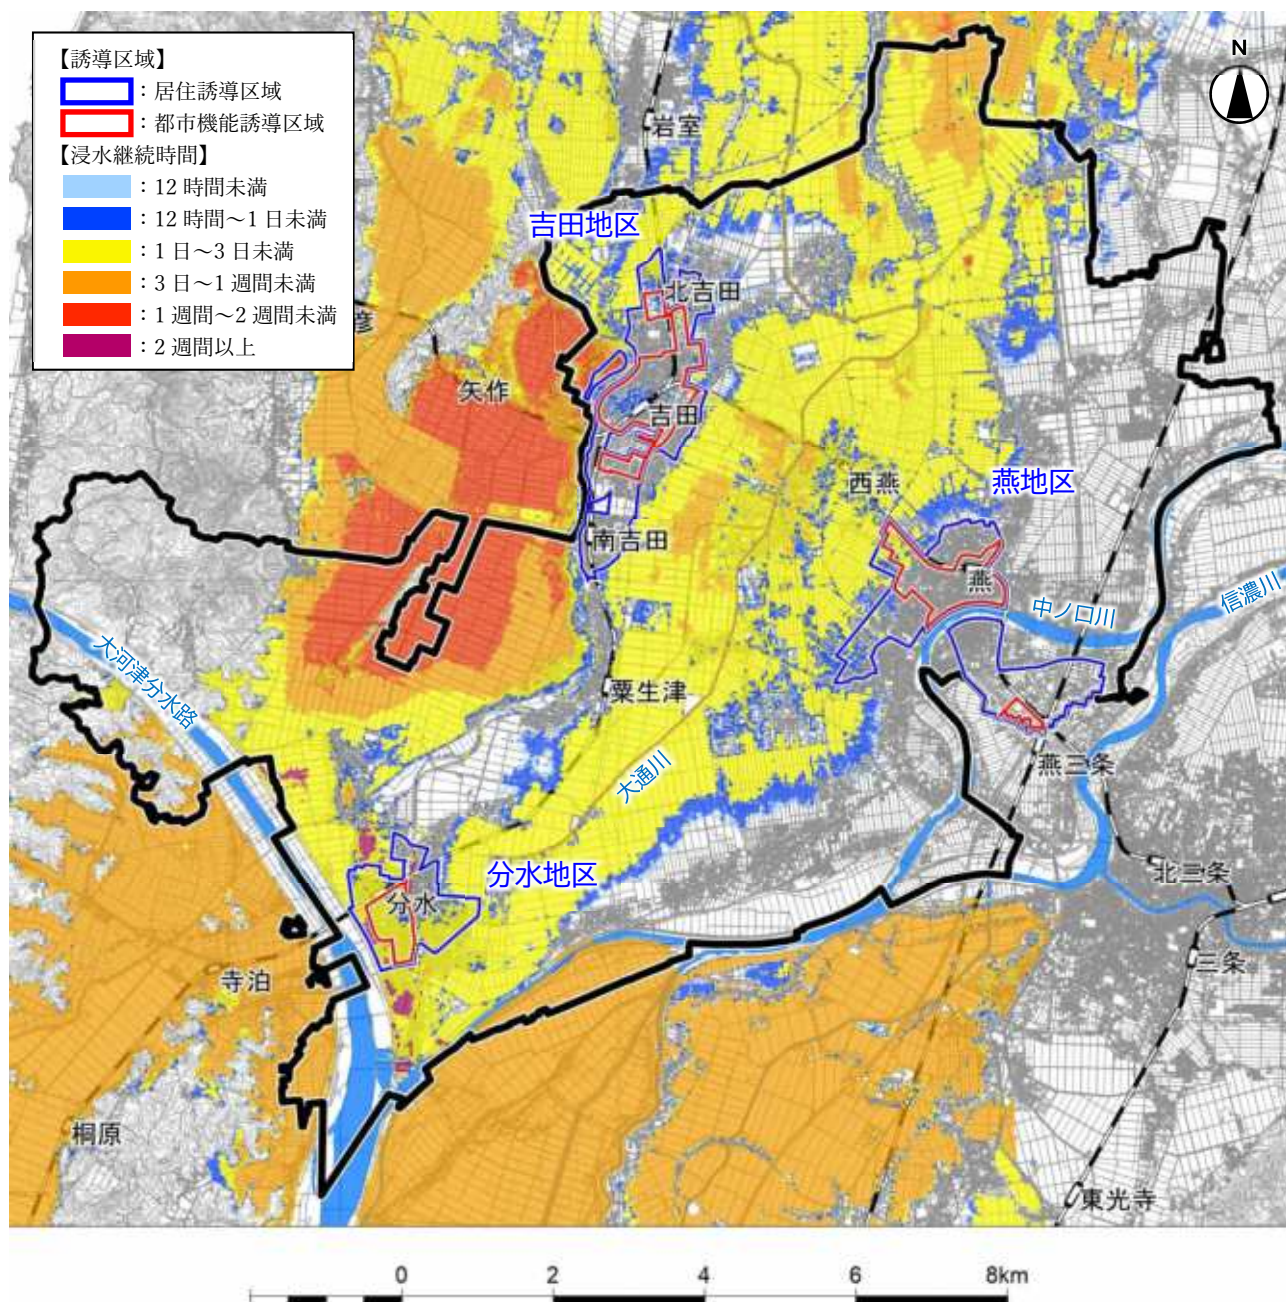 【誘導区域】
：居住誘導区域
：都市機能誘導区域
【浸水継続時間】
：12 時間未満
：12 時間～1 日未満
：1 日～3 日未満
：3 日～1 週間未満
：1 週間～2 週間未満
：2 週間以上
N
岩室
吉田地区
北吉田
彦
矢作
吉田
西燕
燕地区
南吉田
燕
中ノ口川
信濃川
大河津分水路
粟生津
大通川
燕三条
分水地区
北三条
分水
三条
寺泊
桐原
東光寺
0 2 4 6 8km